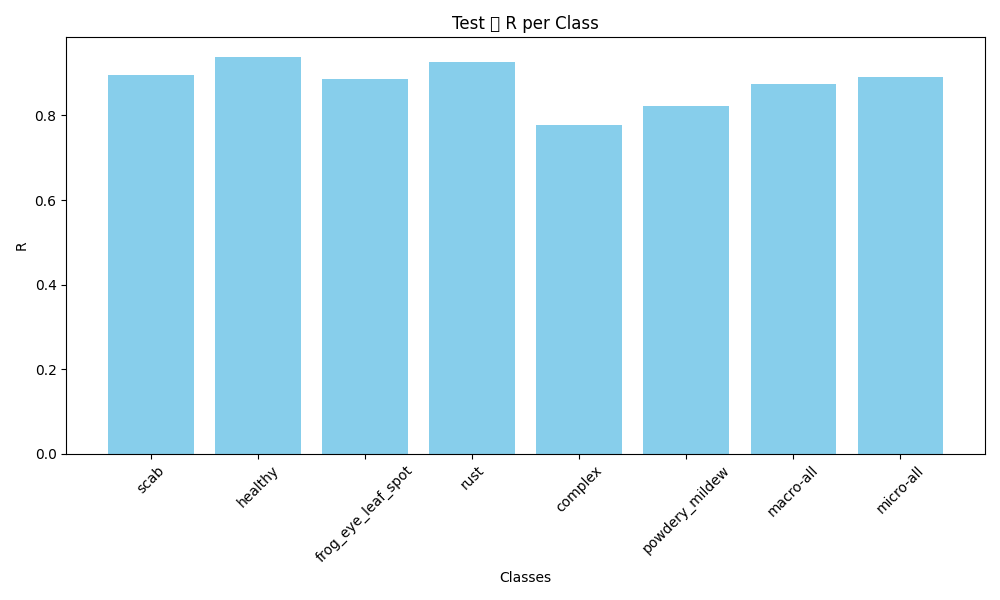 Test R per Class
R
0.8
0.6
0.4
0.2
0.0
scab
healthy
frog_eye_leaf_spot
rust
complex
powdery_mildew
macro-all
micro-all
Classes